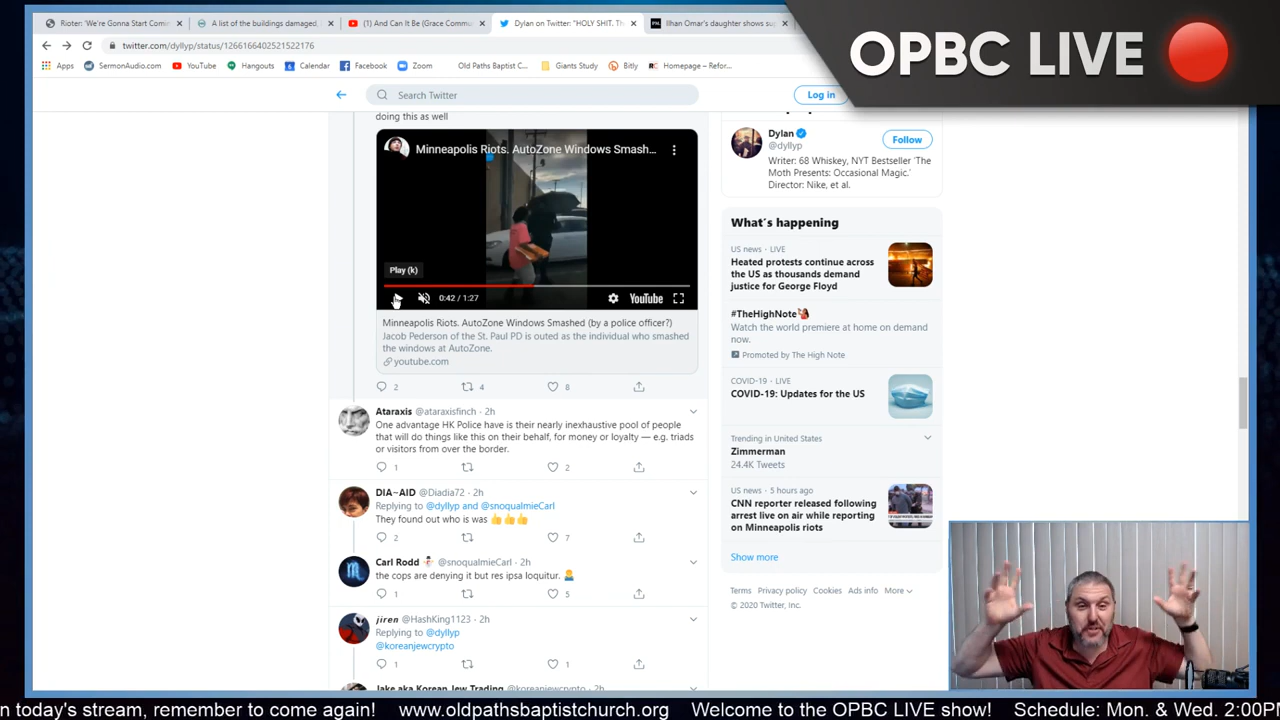 Rioter: 'We're Gonna Start Comin
A list of the buildings damaged,
(1) And Can It Be (Grace Commu
Dylan on Twitter: "HOLY SHIT. Th
Ilhan Omar's daughter shows su
twitter.com/dyllyp/status/1266166402521522176
Apps
SermonAudio.com
YouTube
Hangouts
Calendar
Facebook
Zoom
Old Paths Baptist C...
Giants Study
Bitly
Homepage – Refor...
OPBC LIVE
Search Twitter
Log in
doing this as well
Minneapolis Riots. AutoZone Windows Smash...
Play (k)
0:42 / 1:27
YouTube
Minneapolis Riots. AutoZone Windows Smashed (by a police officer?)
Jacob Pederson of the St. Paul PD is outed as the individual who smashed
the windows at AutoZone.
youtube.com
2
4
8
Ataraxis @ataraxisfinch · 2h
One advantage HK Police have is their nearly inexhaustive pool of people
that will do things like this on their behalf, for money or loyalty — e.g. triads
or visitors from over the border.
1
2
DIA–AID @Diadia72 · 2h
Replying to @dyllyp and @snoqualmieCarl
They found out who is was 👍👍👍
2
7
Carl Rodd @snoqualmieCarl · 2h
the cops are denying it but res ipsa loquitur.
1
5
jiren @HashKing1123 · 2h
Replying to @dyllyp
@koreanjewcrypto
1
1
Jake aka Korean Jew Trading @koreanjewcrypto · 2h
Dylan
@dyllyp
Follow
Writer: 68 Whiskey, NYT Bestseller 'The
Moth Presents: Occasional Magic.'
Director: Nike, et al.
What's happening
US news · LIVE
Heated protests continue across
the US as thousands demand
justice for George Floyd
#TheHighNote
Watch the world premiere at home on demand
now.
Promoted by The High Note
COVID-19 · LIVE
COVID-19: Updates for the US
Trending in United States
Zimmerman
24.4K Tweets
US news · 5 hours ago
CNN reporter released following
arrest live on air while reporting
on Minneapolis riots
Show more
Terms Privacy policy Cookies Ads info More
© 2020 Twitter, Inc.
n today's stream, remember to come again! www.oldpathsbaptistchurch.org Welcome to the OPBC LIVE show! Schedule: Mon. & Wed. 2:00P